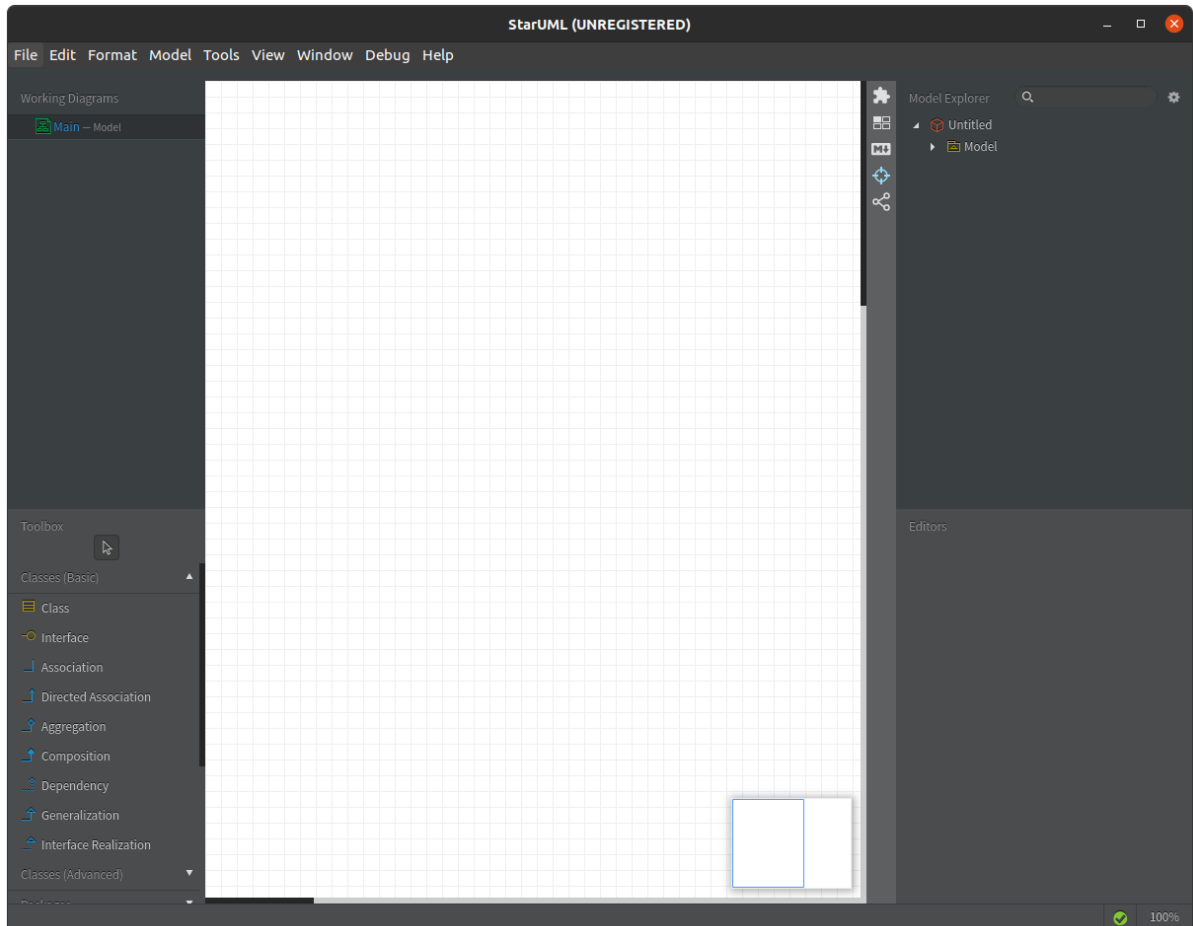 StarUML (UNREGISTERED)
File Edit Format Model Tools View Window Debug Help
Working Diagrams
Main — Model
M↓
Model Explorer
Untitled
Model
Toolbox
Classes (Basic)
Class
Interface
Association
Directed Association
Aggregation
Composition
Dependency
Generalization
Interface Realization
Classes (Advanced)
Packages
Editors
100%